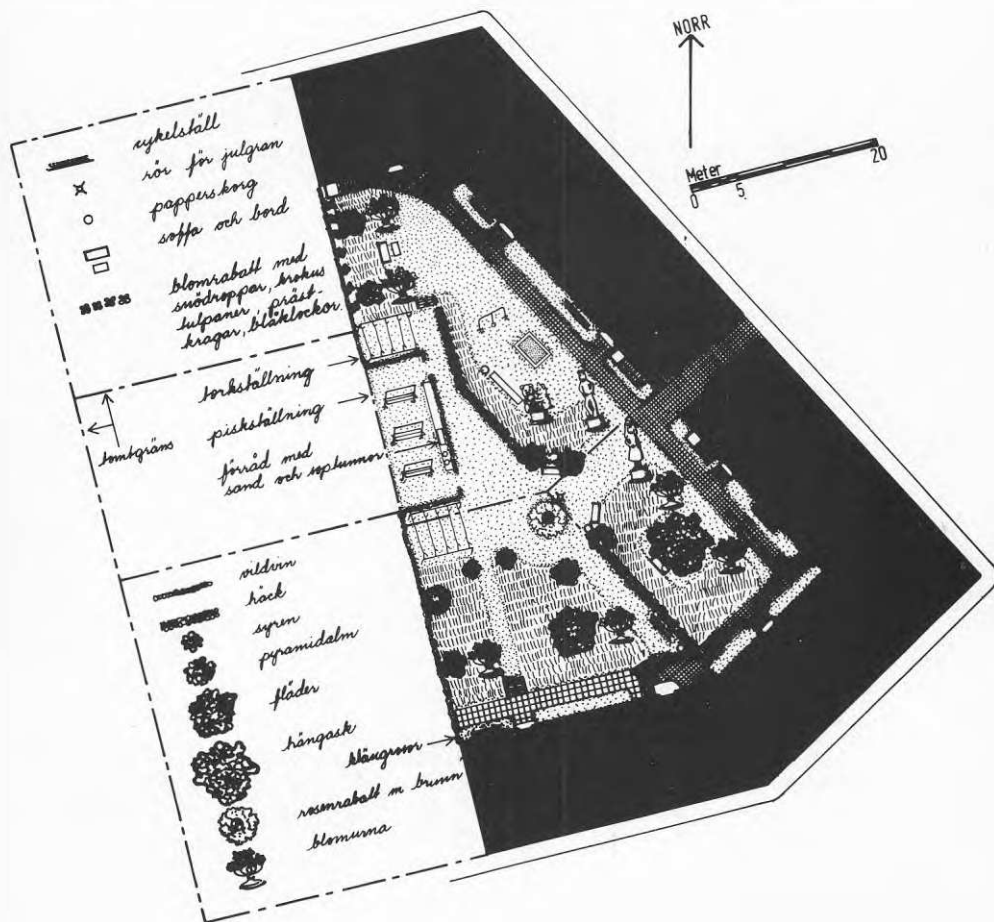 NORR
Meter
0 5 20
cykelställ
rör för julgran
papperskorg
soffa och bord
blomrabatt med
snödroppar, krokus
tulpaner, präst-
kragar, blåklockor
torkställning
tomtgräns
piskställning
förråd med
sand och soptunnor
vildvin
häck
syren
pyramidalm
fläder
hängask
klängrosor
rosenrabatt m brunn
blomurna